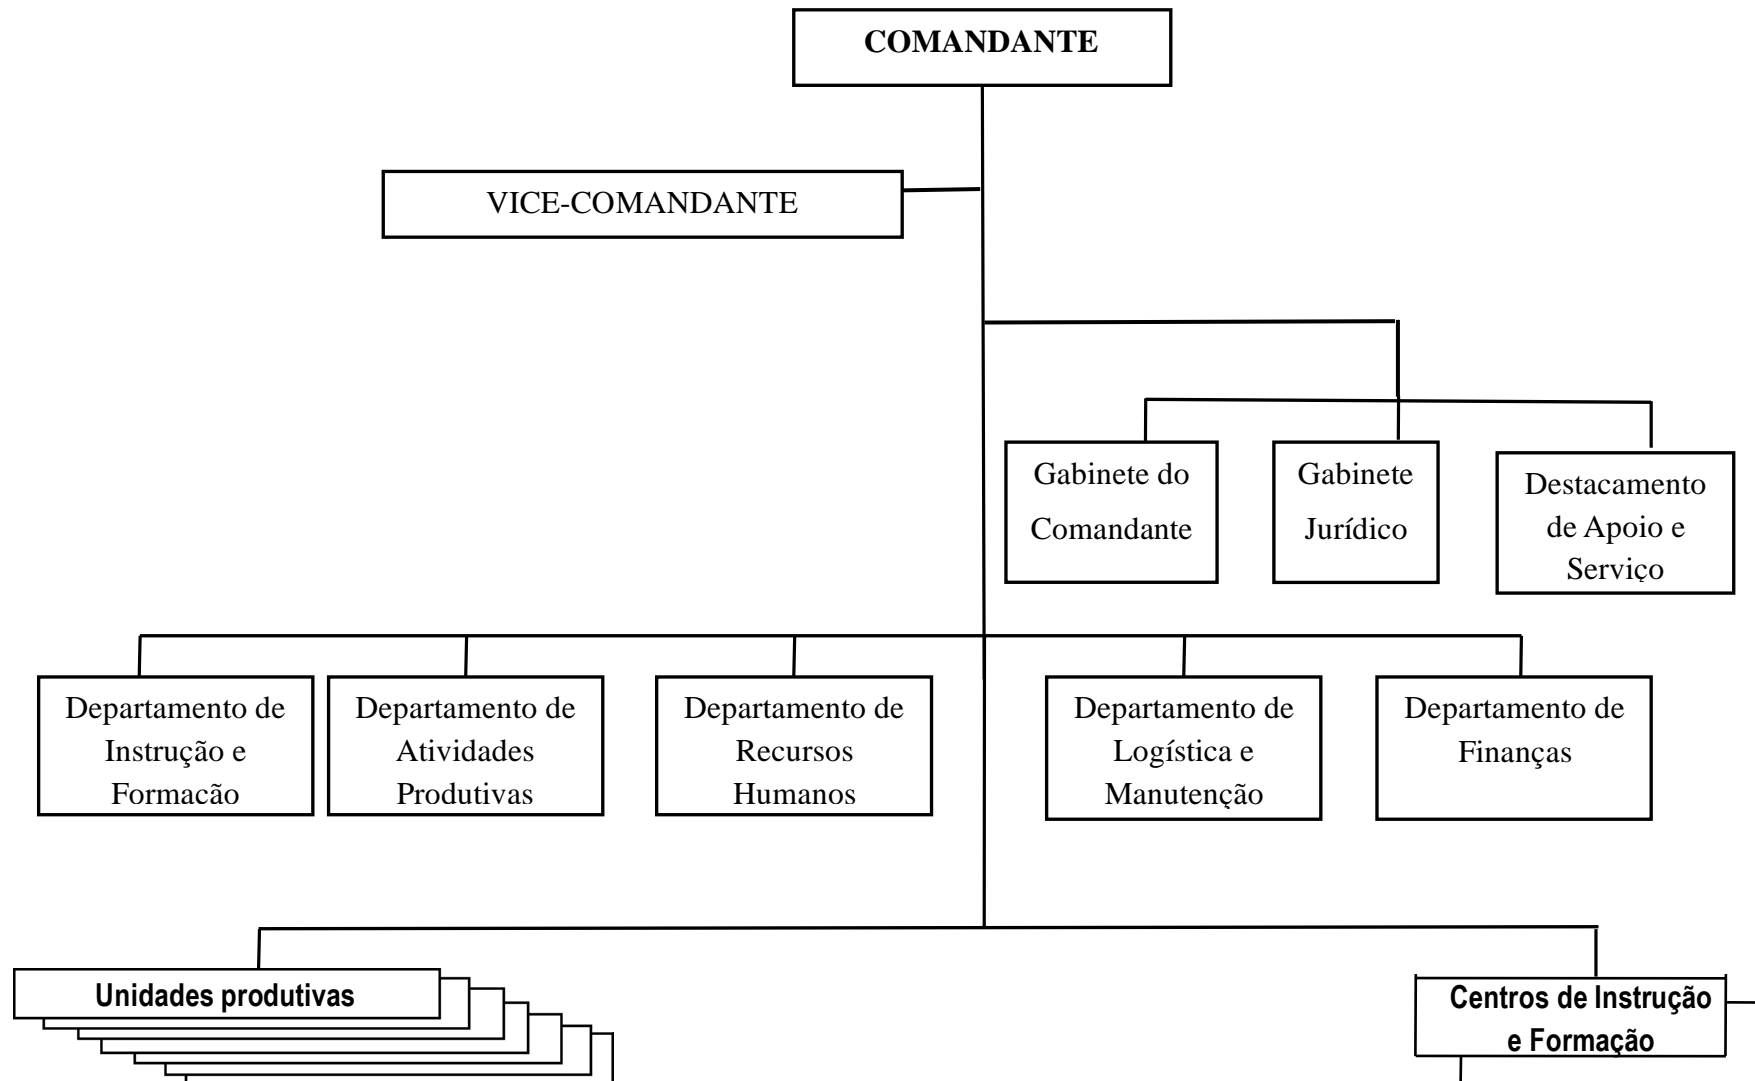 COMANDANTE
VICE-COMANDANTE
Gabinete do
Comandante
Gabinete
Jurídico
Destacamento
de Apoio e
Serviço
Departamento de
Instrução e
Formacão
Departamento de
Atividades
Produtivas
Departamento de
Recursos
Humanos
Departamento de
Logística e
Manutenção
Departamento de
Finanças
Unidades produtivas
Centros de Instrução
e Formação